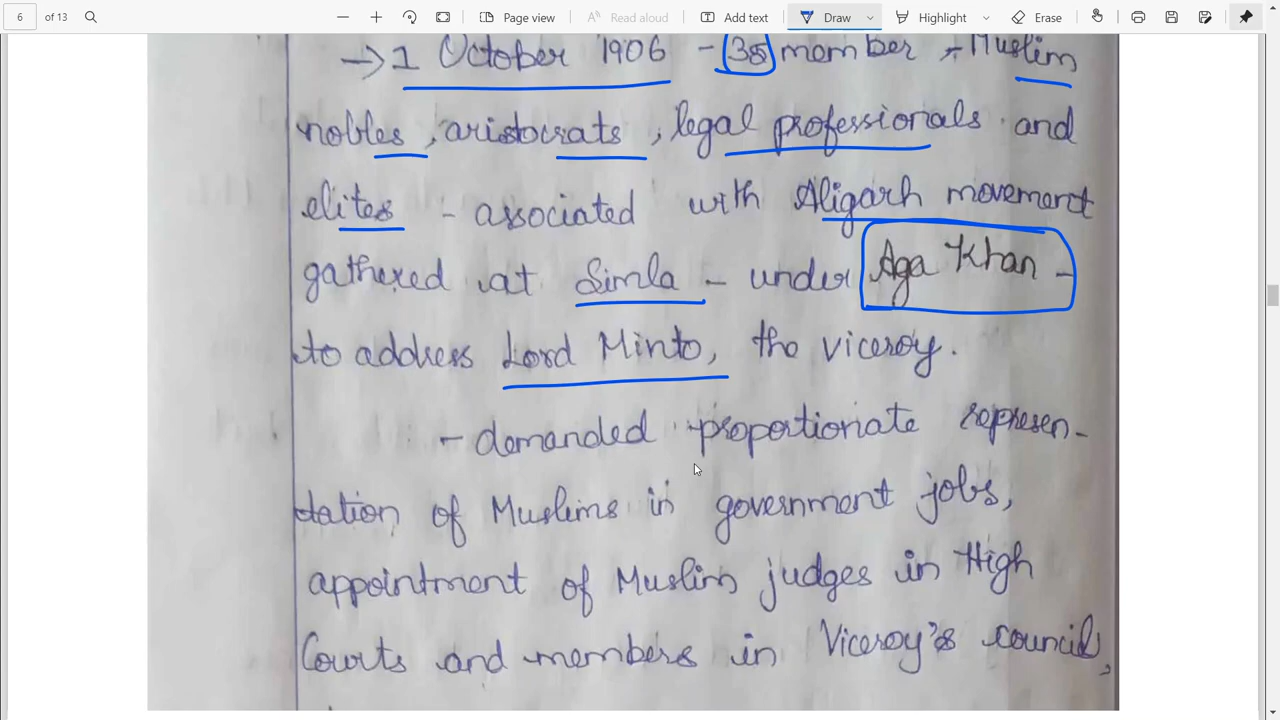 6 of 13 Page view Read aloud Add text Draw Highlight Erase
→ 1 October 1906 - 35 member - Muslim
nobles, aristocrats, legal professionals and
elites - associated with Aligarh movement
gathered at Simla - under Aga Khan -
to address Lord Minto, the viceroy.
- demanded proportionate represen-
tation of Muslims in government jobs,
appointment of Muslim judges in High
Courts and members in Viceroy's council,